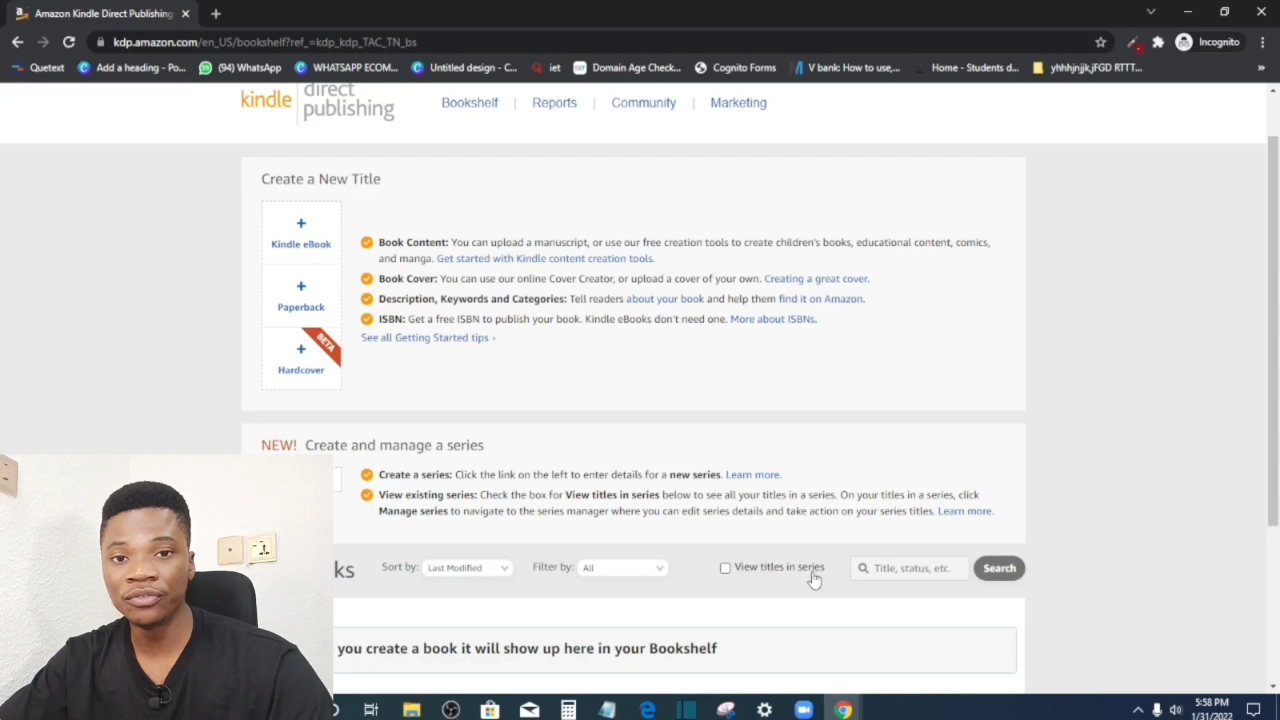 Amazon Kindle Direct Publishing
kdp.amazon.com/en_US/bookshelf?ref_=kdp_kdp_TAC_TN_bs
Incognito
Quetext
Add a heading - Po...
(94) WhatsApp
WHATSAPP ECOM...
Untitled design - C...
iet
Domain Age Check...
Cognito Forms
V bank: How to use,...
Home - Students d...
yhhhjnjik,jFGD RTTT...
»
kindle direct publishing
Bookshelf | Reports | Community | Marketing
Create a New Title
+
Kindle eBook
+
Paperback
BETA
+
Hardcover
Book Content: You can upload a manuscript, or use our free creation tools to create children's books, educational content, comics,
and manga. Get started with Kindle content creation tools.
Book Cover: You can use our online Cover Creator, or upload a cover of your own. Creating a great cover.
Description, Keywords and Categories: Tell readers about your book and help them find it on Amazon.
ISBN: Get a free ISBN to publish your book. Kindle eBooks don't need one. More about ISBNs.
See all Getting Started tips ›
NEW! Create and manage a series
Create a series: Click the link on the left to enter details for a new series. Learn more.
View existing series: Check the box for View titles in series below to see all your titles in a series. On your titles in a series, click
Manage series to navigate to the series manager where you can edit series details and take action on your series titles. Learn more.
ks
Sort by: Last Modified
Filter by: All
View titles in series
Title, status, etc.
Search
you create a book it will show up here in your Bookshelf
5:58 PM
1/31/2022